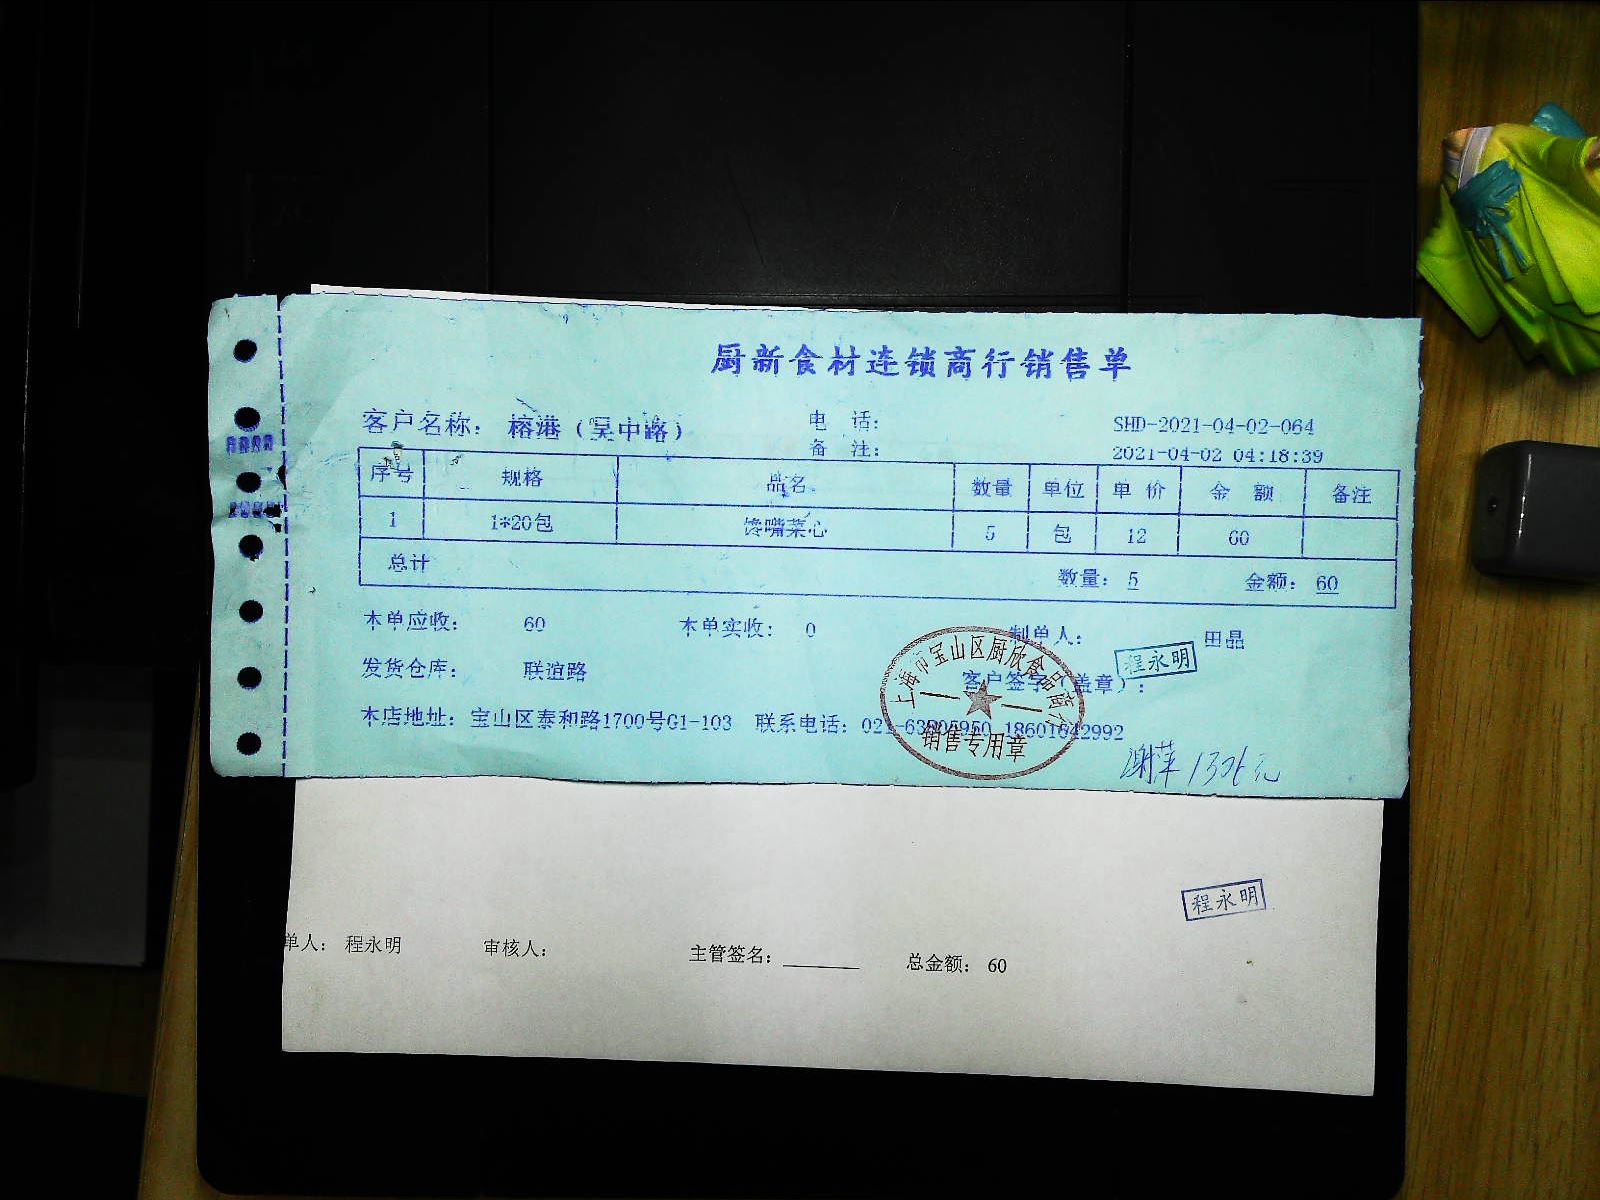 厨新食材连锁商行销售单
客户名称： 榕港（吴中路） 电 话： SHD-2021-04-02-064
备 注： 2021-04-02 04:18:39
序号 规格 品名 数量 单位 单 价 金 额 备注
1 1*20包 馋嘴菜心 5 包 12 60
总计 数量：5 金额：60
本单应收： 60 本单实收： 0 制单人： 田晶
程永明
发货仓库： 联谊路 客户签字（盖章）：
本店地址：宝山区泰和路1700号G1-103 联系电话：021- 
上海市宝山区厨欣食品商行
销售专用章
谢萍
程永明
单人：程永明 审核人： 主管签名： 总金额：60